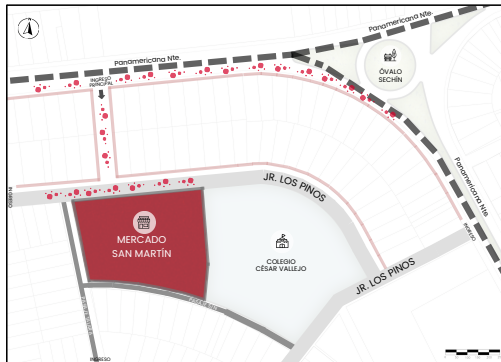 Panamericana Nte.
Panamericana Nte.
INGRESO
PRINCIPAL
ÓVALO
SECHÍN
JR. LOS PINOS
INGRESO
MERCADO
SAN MARTÍN
COLEGIO
CÉSAR VALLEJO
Panamericana Nte.
INGRESO
JR. LOS PINOS
INGRESO